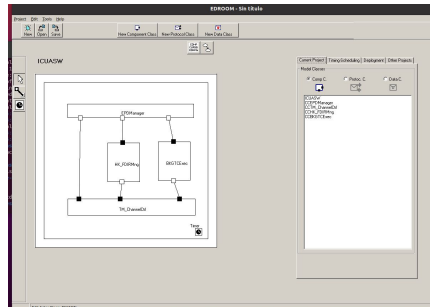 EDROOM - Sin titulo
Project Edit Tools Help
New Open Save New Component Class New Protocol Class New Data Class
ICUASW
EPDManager
HK_FDIRMng
BKGTCExec
TM_ChannelCtrl
Timer
Current Project Timing/Scheduling Deployment Other Projects
Model Classes
Comp C. Protoc. C. Data C.
ICUASW
CCEPDManager
CCTM_ChannelCtrl
CCHK_FDIRMng
CCBKGTCExec